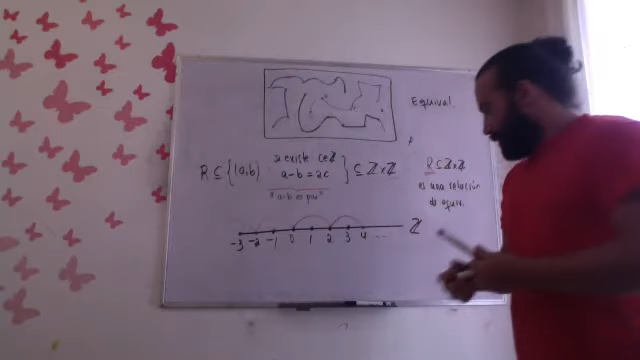 Equival.
si existe c∈ℤ
R ⊆ {(a,b) a-b=2c } ⊆ ℤ×ℤ
"a-b es par"
R ⊆ ℤ×ℤ
es una relación
de equiv.
-3 -2 -1 0 1 2 3 4 ... ℤ